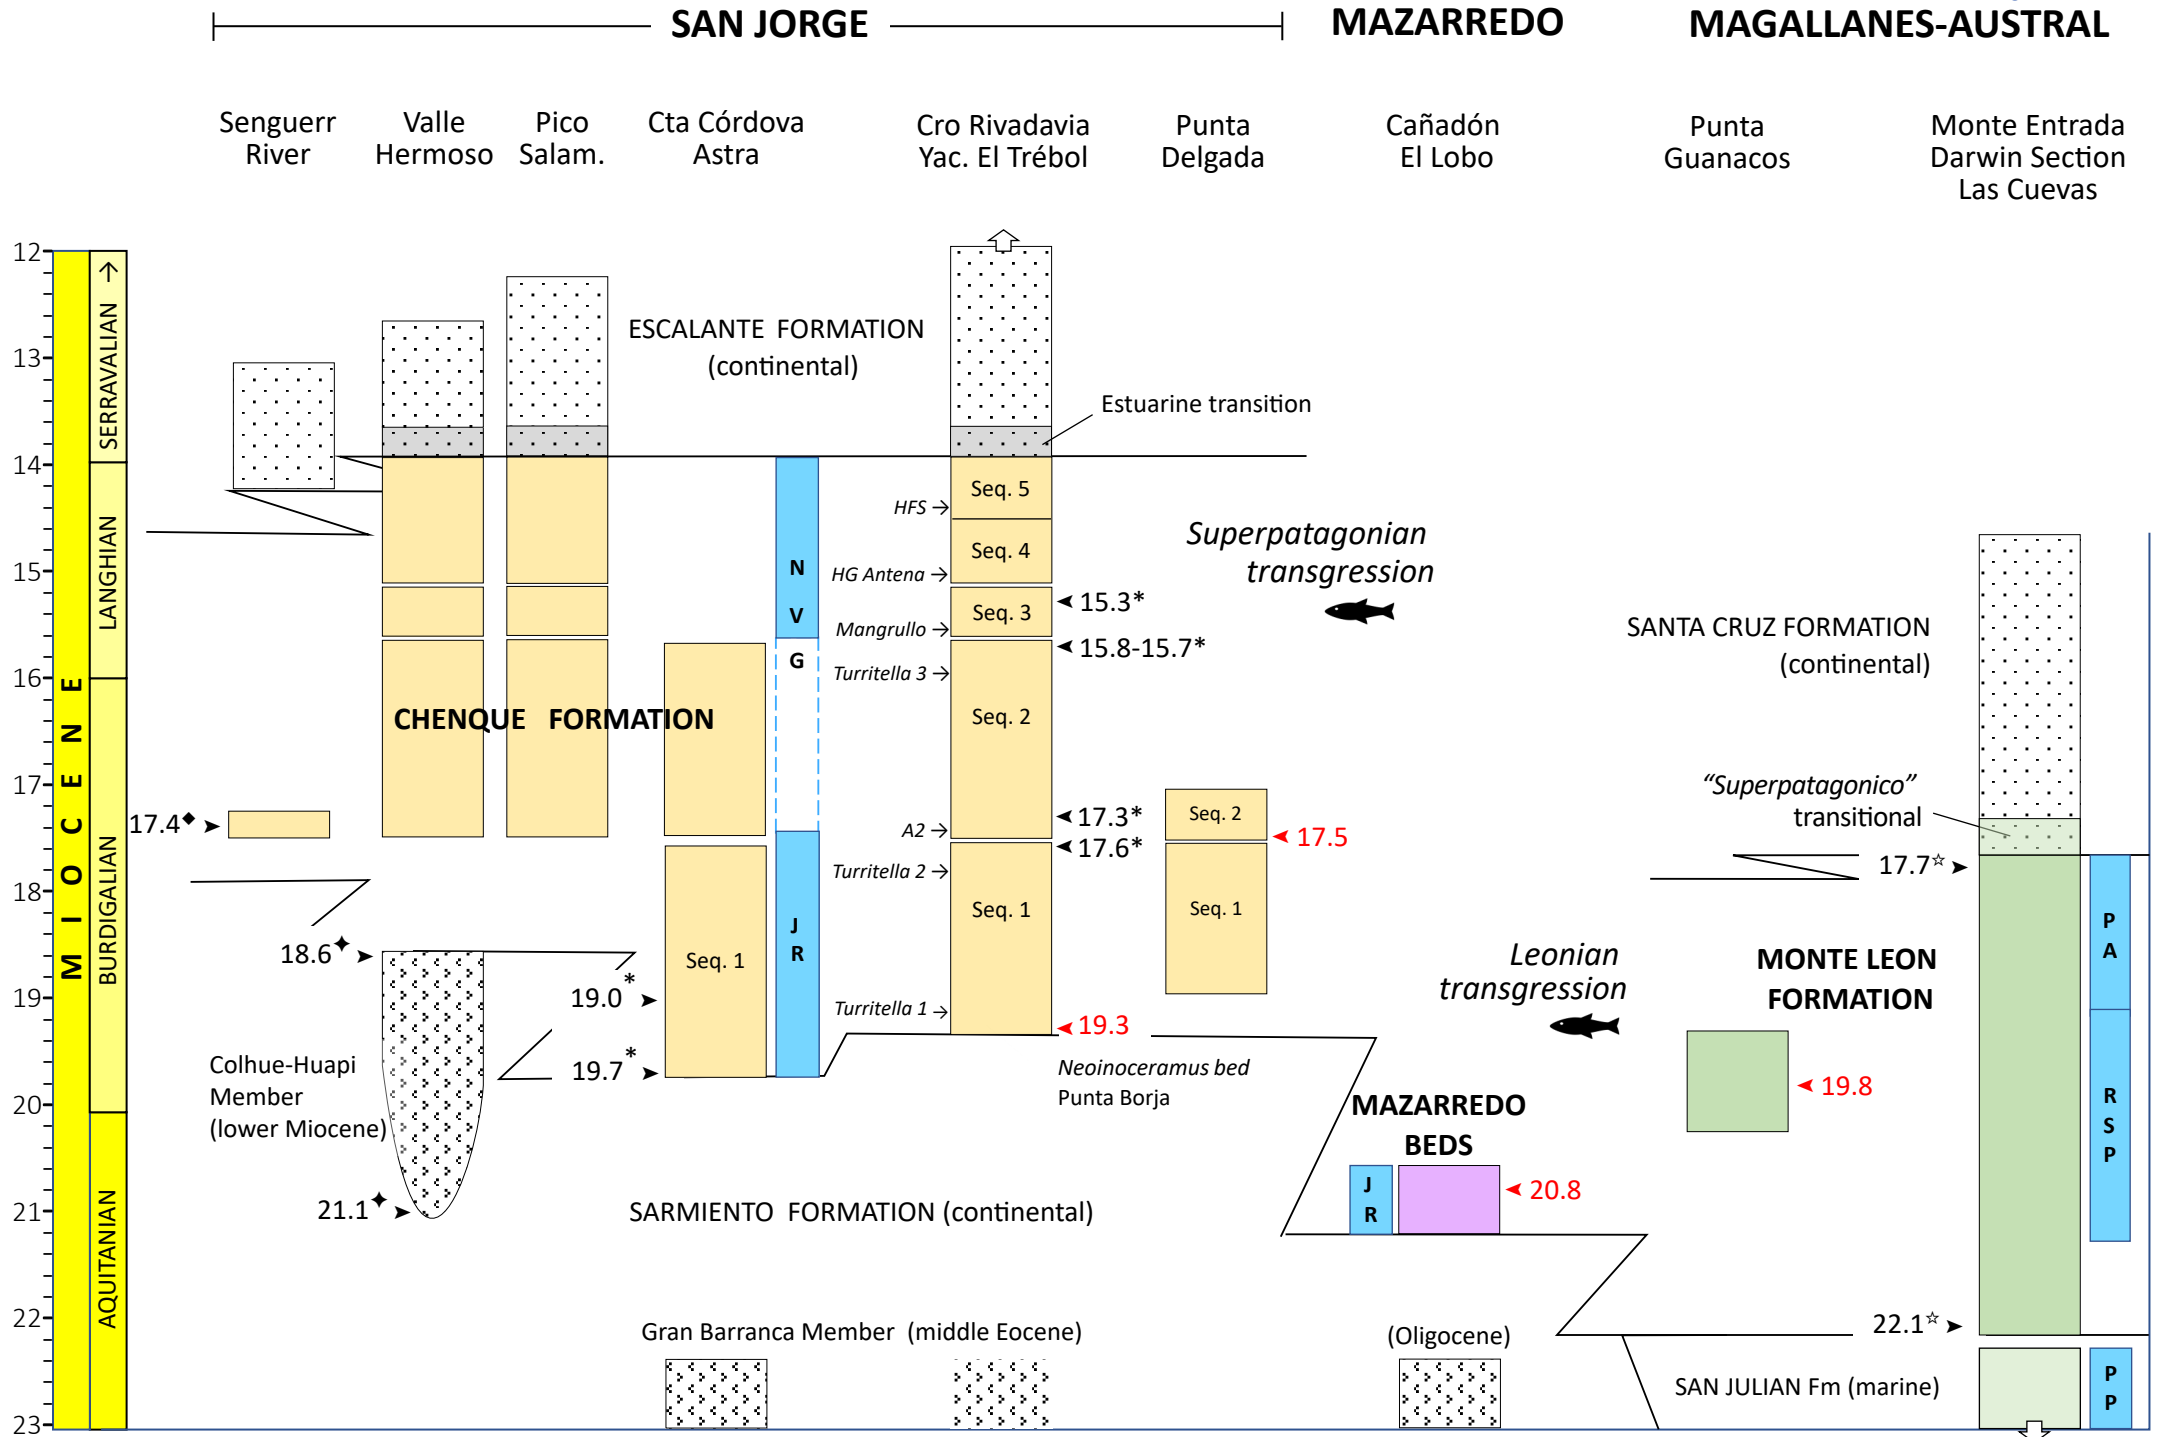 SAN JORGE
MAZARREDO
MAGALLANES-AUSTRAL
Senguerr
River
Valle
Hermoso
Pico
Salam.
Cta Córdova
Astra
Cro Rivadavia
Yac. El Trébol
Punta
Delgada
Cañadón
El Lobo
Punta
Guanacos
Monte Entrada
Darwin Section
Las Cuevas
12
13
14
15
16
17
18
19
20
21
22
23
MIOCENE
SERRAVALIAN →
LANGHIAN
BURDIGALIAN
AQUITANIAN
ESCALANTE FORMATION
(continental)
Estuarine transition
CHENQUE FORMATION
17.4◆
18.6✦
21.1✦
Colhue-Huapi
Member
(lower Miocene)
19.0*
19.7*
Seq. 1
N
V
G
J
R
HFS →
HG Antena →
Mangrullo →
Turritella 3 →
A2 →
Turritella 2 →
Turritella 1 →
Seq. 5
Seq. 4
Seq. 3
Seq. 2
Seq. 1
15.3*
15.8-15.7*
17.3*
17.6*
19.3
Neoinoceramus bed
Punta Borja
Seq. 2
Seq. 1
17.5
Superpatagonian
transgression
Leonian
transgression
MAZARREDO
BEDS
J
R
20.8
SARMIENTO FORMATION (continental)
Gran Barranca Member (middle Eocene)
(Oligocene)
SANTA CRUZ FORMATION
(continental)
“Superpatagonico”
transitional
17.7☆
MONTE LEON
FORMATION
19.8
22.1☆
SAN JULIAN Fm (marine)
P
A
R
S
P
P
P